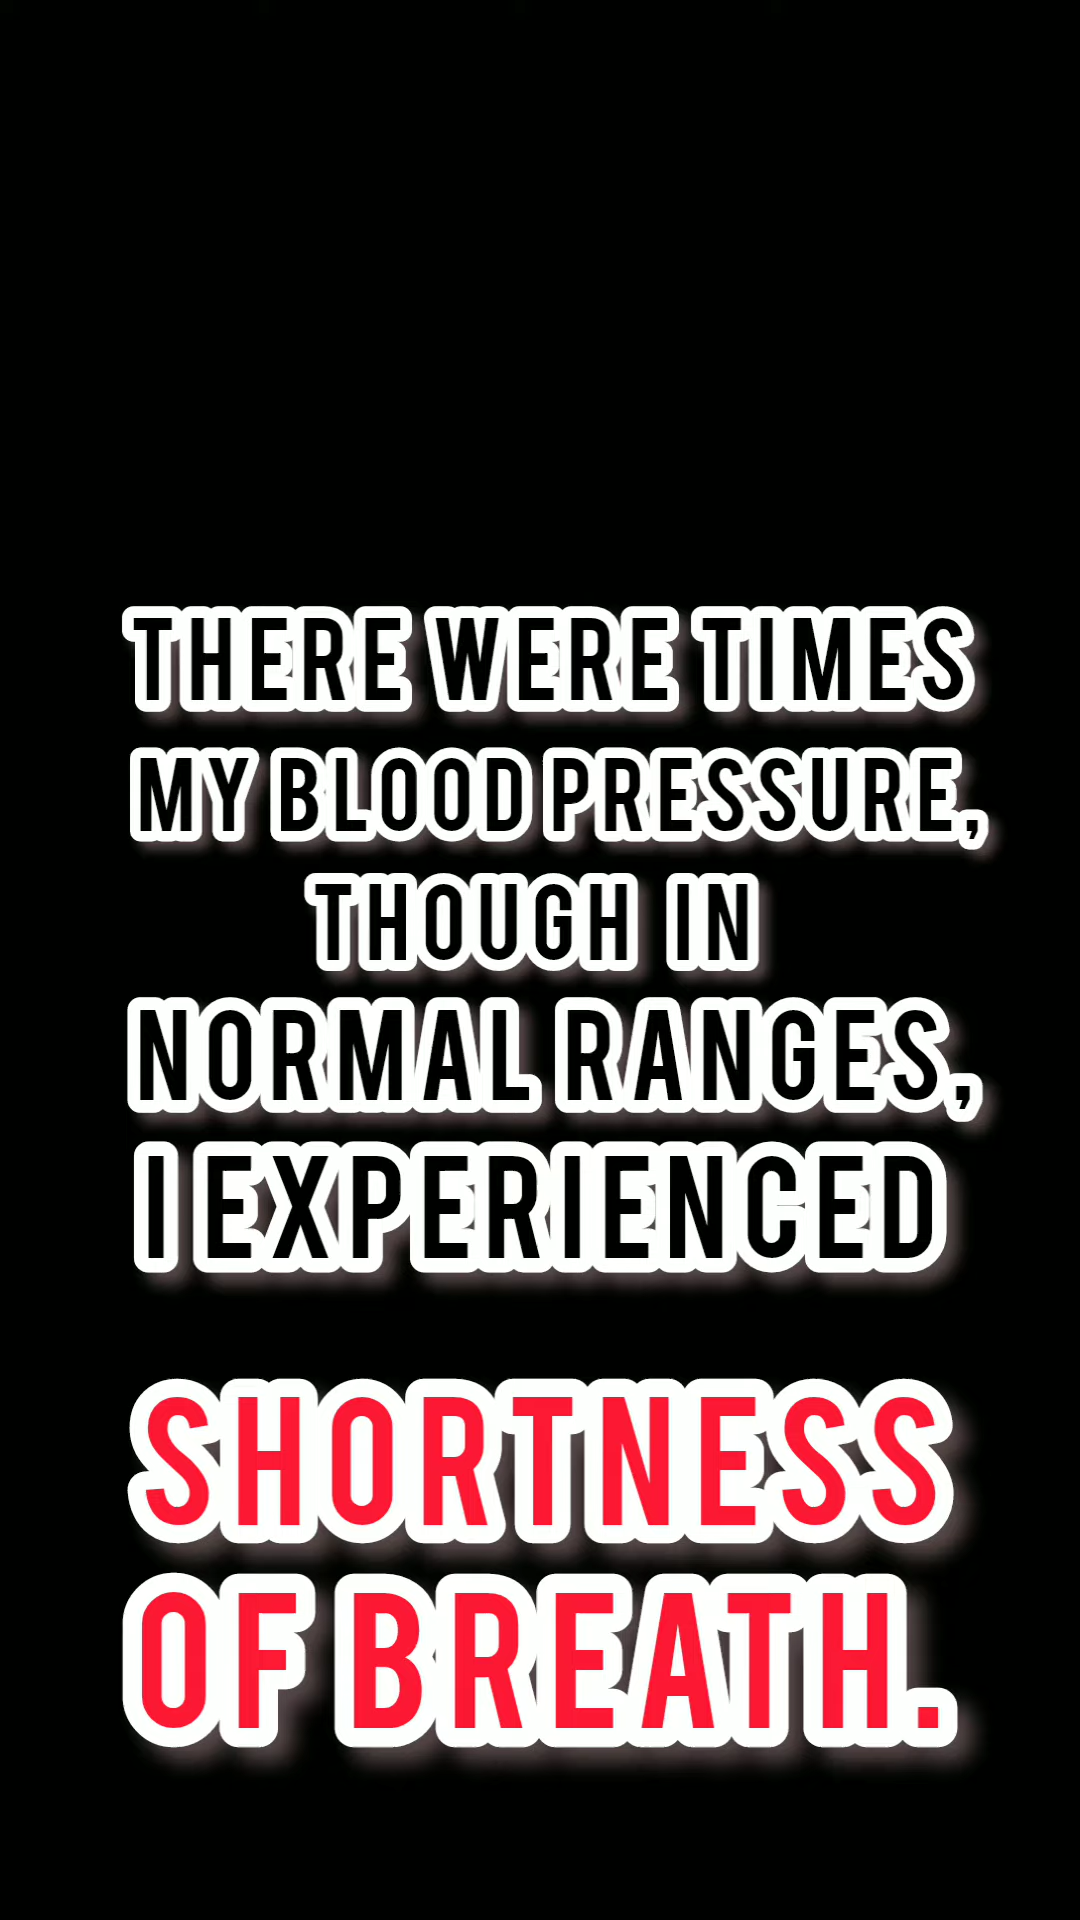 THERE WERE TIMES
MY BLOOD PRESSURE,
THOUGH IN
NORMAL RANGES,
I EXPERIENCED
SHORTNESS
OF BREATH.